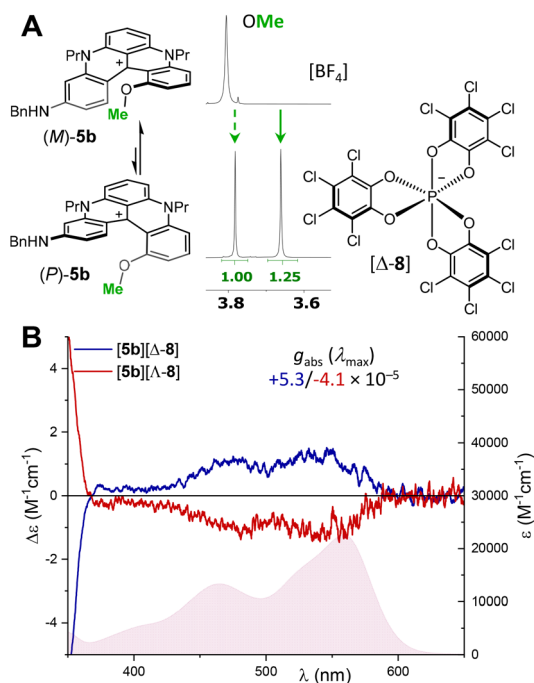 A
OMe
[BF4]
PrN
NPr
+
BnHN
O
Me
(M)-5b
PrN
NPr
+
BnHN
O
Me
(P)-5b
1.00
1.25
3.8
3.6
Cl
Cl
Cl
Cl
Cl
Cl
Cl
Cl
Cl
Cl
Cl
Cl
O
O
O
O
O
O
P
–
[Δ-8]
B
[5b][Δ-8]
[5b][Λ-8]
gabs (λmax)
+5.3/-4.1 × 10–5
Δε (M-1cm-1)
4
2
0
-2
-4
ε (M-1cm-1)
60000
50000
40000
30000
20000
10000
0
400
500
600
λ (nm)